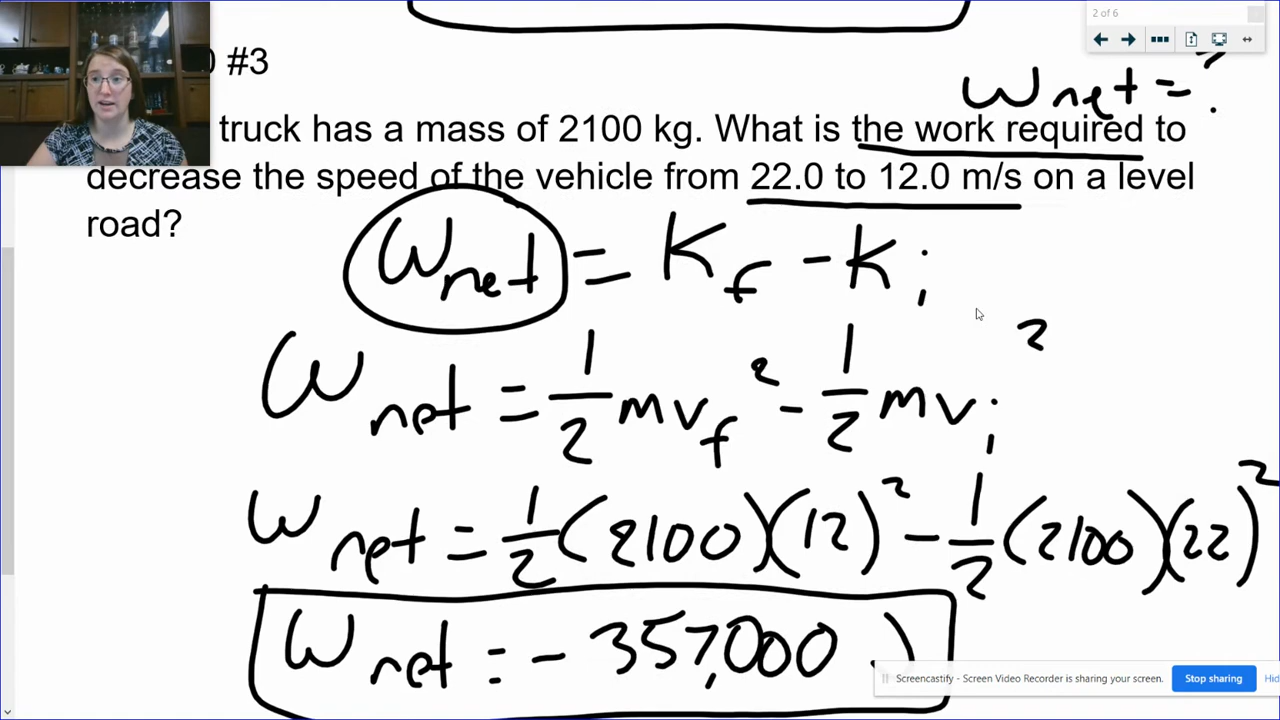 2 of 6
#3
Wnet = ?
truck has a mass of 2100 kg. What is the work required to
decrease the speed of the vehicle from 22.0 to 12.0 m/s on a level
road?
Wnet = Kf - Ki
Wnet = 1/2 mvf² - 1/2 mvi²
Wnet = 1/2 (2100)(12)² - 1/2 (2100)(22)²
Wnet = - 357,000 J
Screencastify - Screen Video Recorder is sharing your screen. Stop sharing